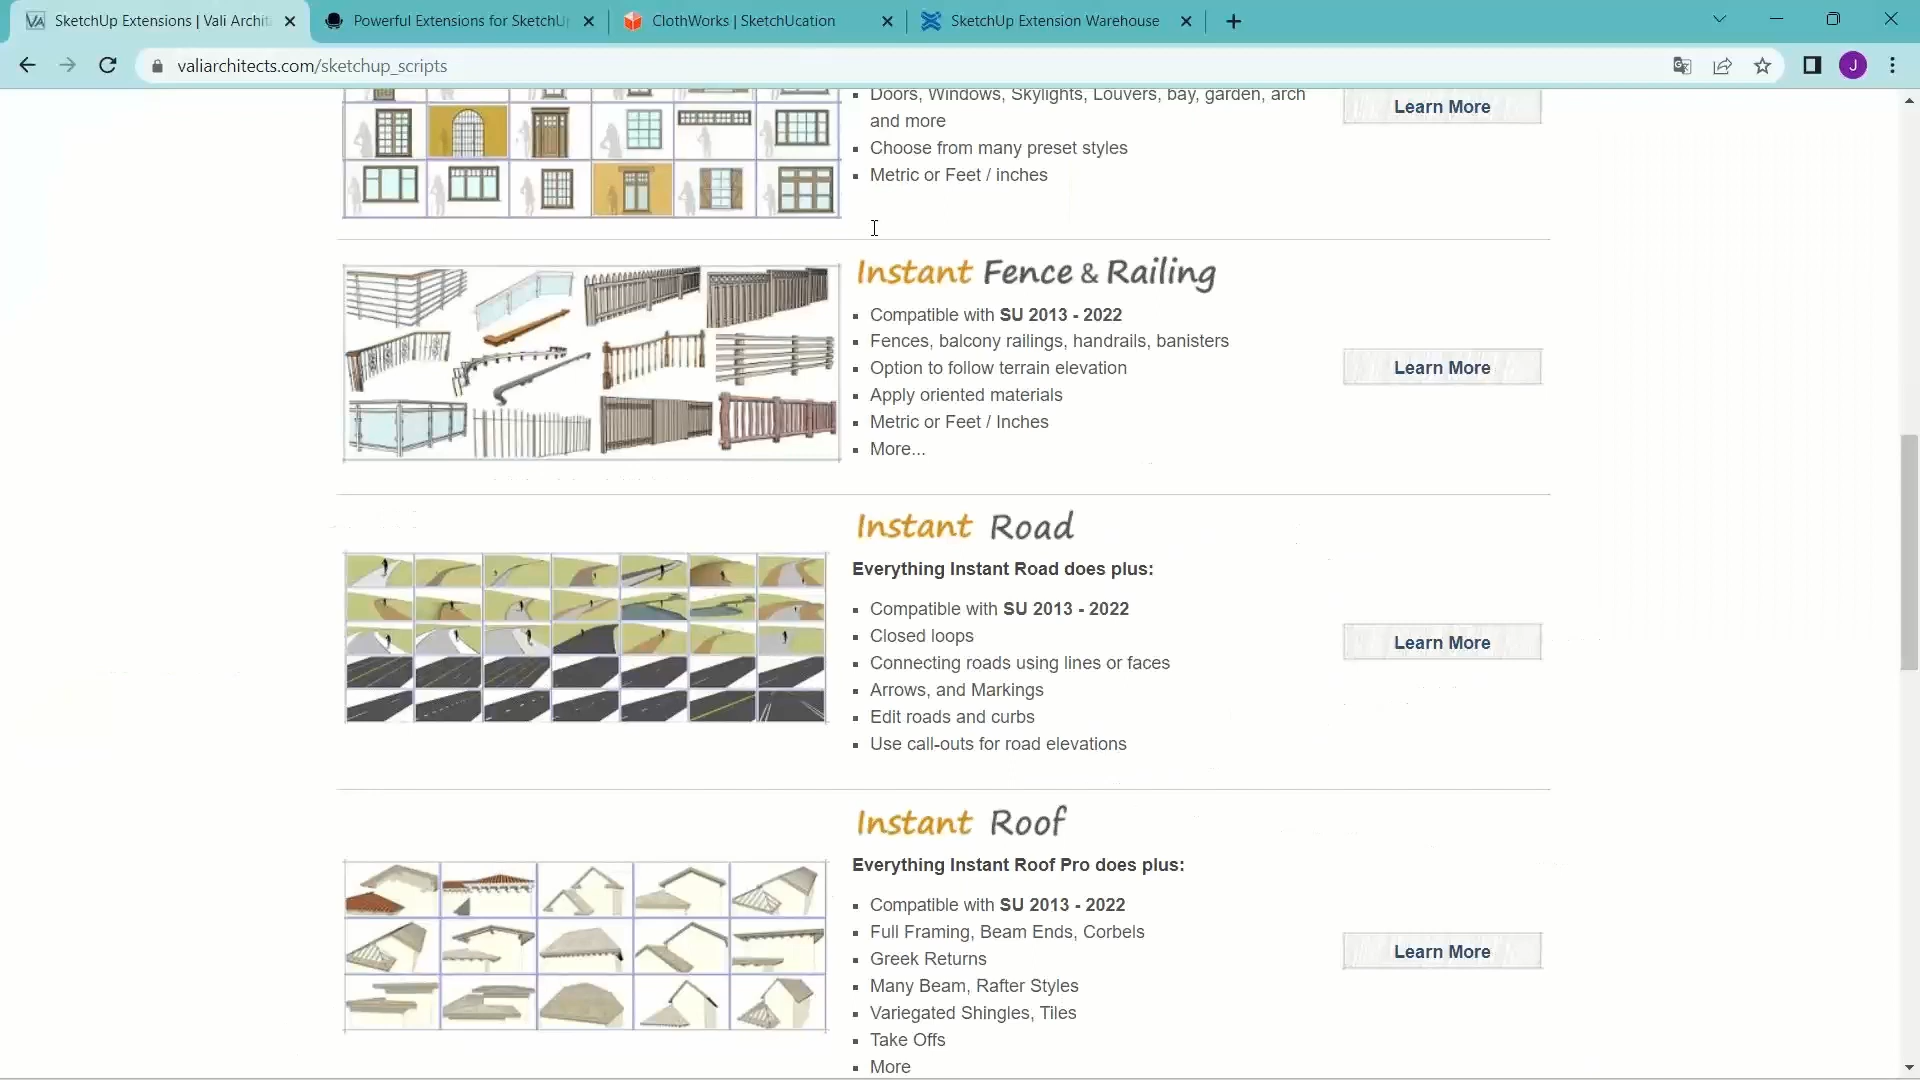 SketchUp Extensions | Vali Archit
Powerful Extensions for SketchU
ClothWorks | SketchUcation
SketchUp Extension Warehouse
valiarchitects.com/sketchup_scripts
J
Doors, Windows, Skylights, Louvers, bay, garden, arch
and more
Choose from many preset styles
Metric or Feet / inches
Learn More
Instant Fence & Railing
Compatible with SU 2013 - 2022
Fences, balcony railings, handrails, banisters
Option to follow terrain elevation
Apply oriented materials
Metric or Feet / Inches
More...
Learn More
Instant Road
Everything Instant Road does plus:
Compatible with SU 2013 - 2022
Closed loops
Connecting roads using lines or faces
Arrows, and Markings
Edit roads and curbs
Use call-outs for road elevations
Learn More
Instant Roof
Everything Instant Roof Pro does plus:
Compatible with SU 2013 - 2022
Full Framing, Beam Ends, Corbels
Greek Returns
Many Beam, Rafter Styles
Variegated Shingles, Tiles
Take Offs
More
Learn More